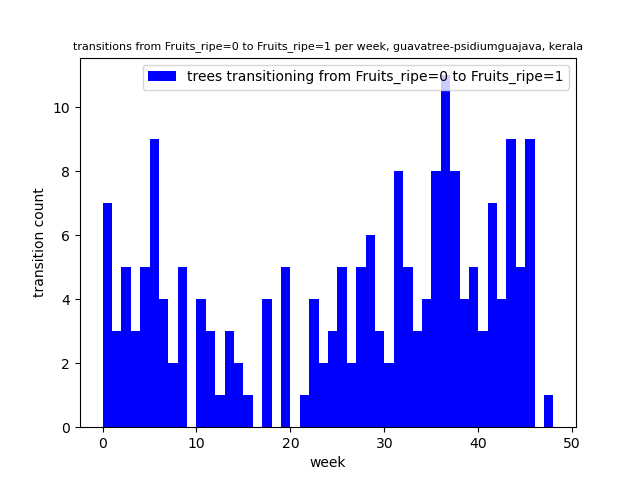 transitions from Fruits_ripe=0 to Fruits_ripe=1 per week, guavatree-psidiumguajava, kerala
trees transitioning from Fruits_ripe=0 to Fruits_ripe=1
transition count
10
8
6
4
2
0
0 10 20 30 40 50
week